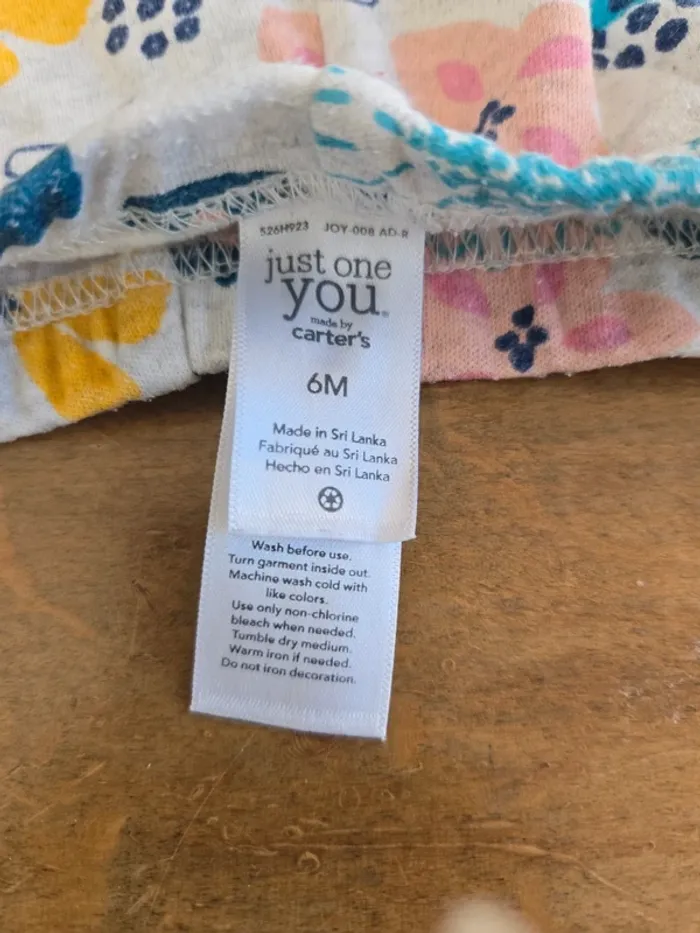 S26H923 JOY-008 AD-R
just one
you®
made by
carter's
6M
Made in Sri Lanka
Fabriqué au Sri Lanka
Hecho en Sri Lanka
Wash before use.
Turn garment inside out.
Machine wash cold with
like colors.
Use only non-chlorine
bleach when needed.
Tumble dry medium.
Warm iron if needed.
Do not iron decoration.